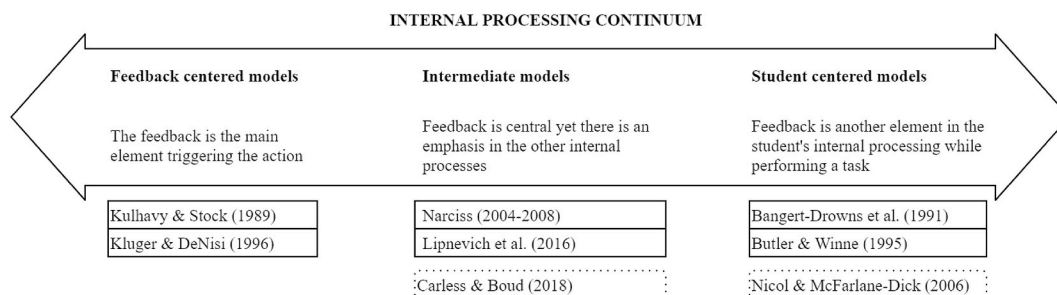 INTERNAL PROCESSING CONTINUUM
Feedback centered models
The feedback is the main
element triggering the action
Kulhavy & Stock (1989)
Kluger & DeNisi (1996)
Intermediate models
Feedback is central yet there is an
emphasis in the other internal
processes
Narciss (2004-2008)
Lipnevich et al. (2016)
Carless & Boud (2018)
Student centered models
Feedback is another element in the
student's internal processing while
performing a task
Bangert-Drowns et al. (1991)
Butler & Winne (1995)
Nicol & McFarlane-Dick (2006)